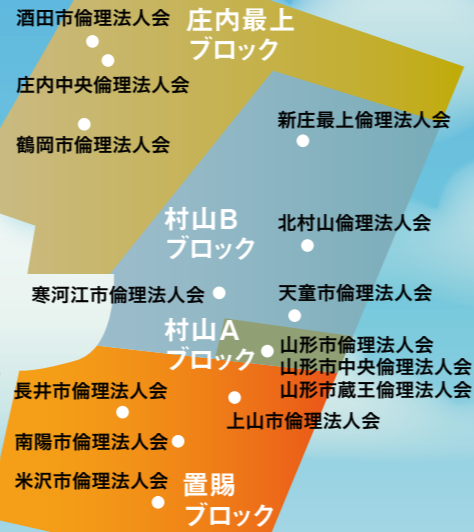 酒田市倫理法人会
庄内最上
ブロック
庄内中央倫理法人会
鶴岡市倫理法人会
新庄最上倫理法人会
村山B
ブロック
北村山倫理法人会
寒河江市倫理法人会
天童市倫理法人会
村山A
ブロック
山形市倫理法人会
山形市中央倫理法人会
山形市蔵王倫理法人会
長井市倫理法人会
上山市倫理法人会
南陽市倫理法人会
米沢市倫理法人会
置賜
ブロック